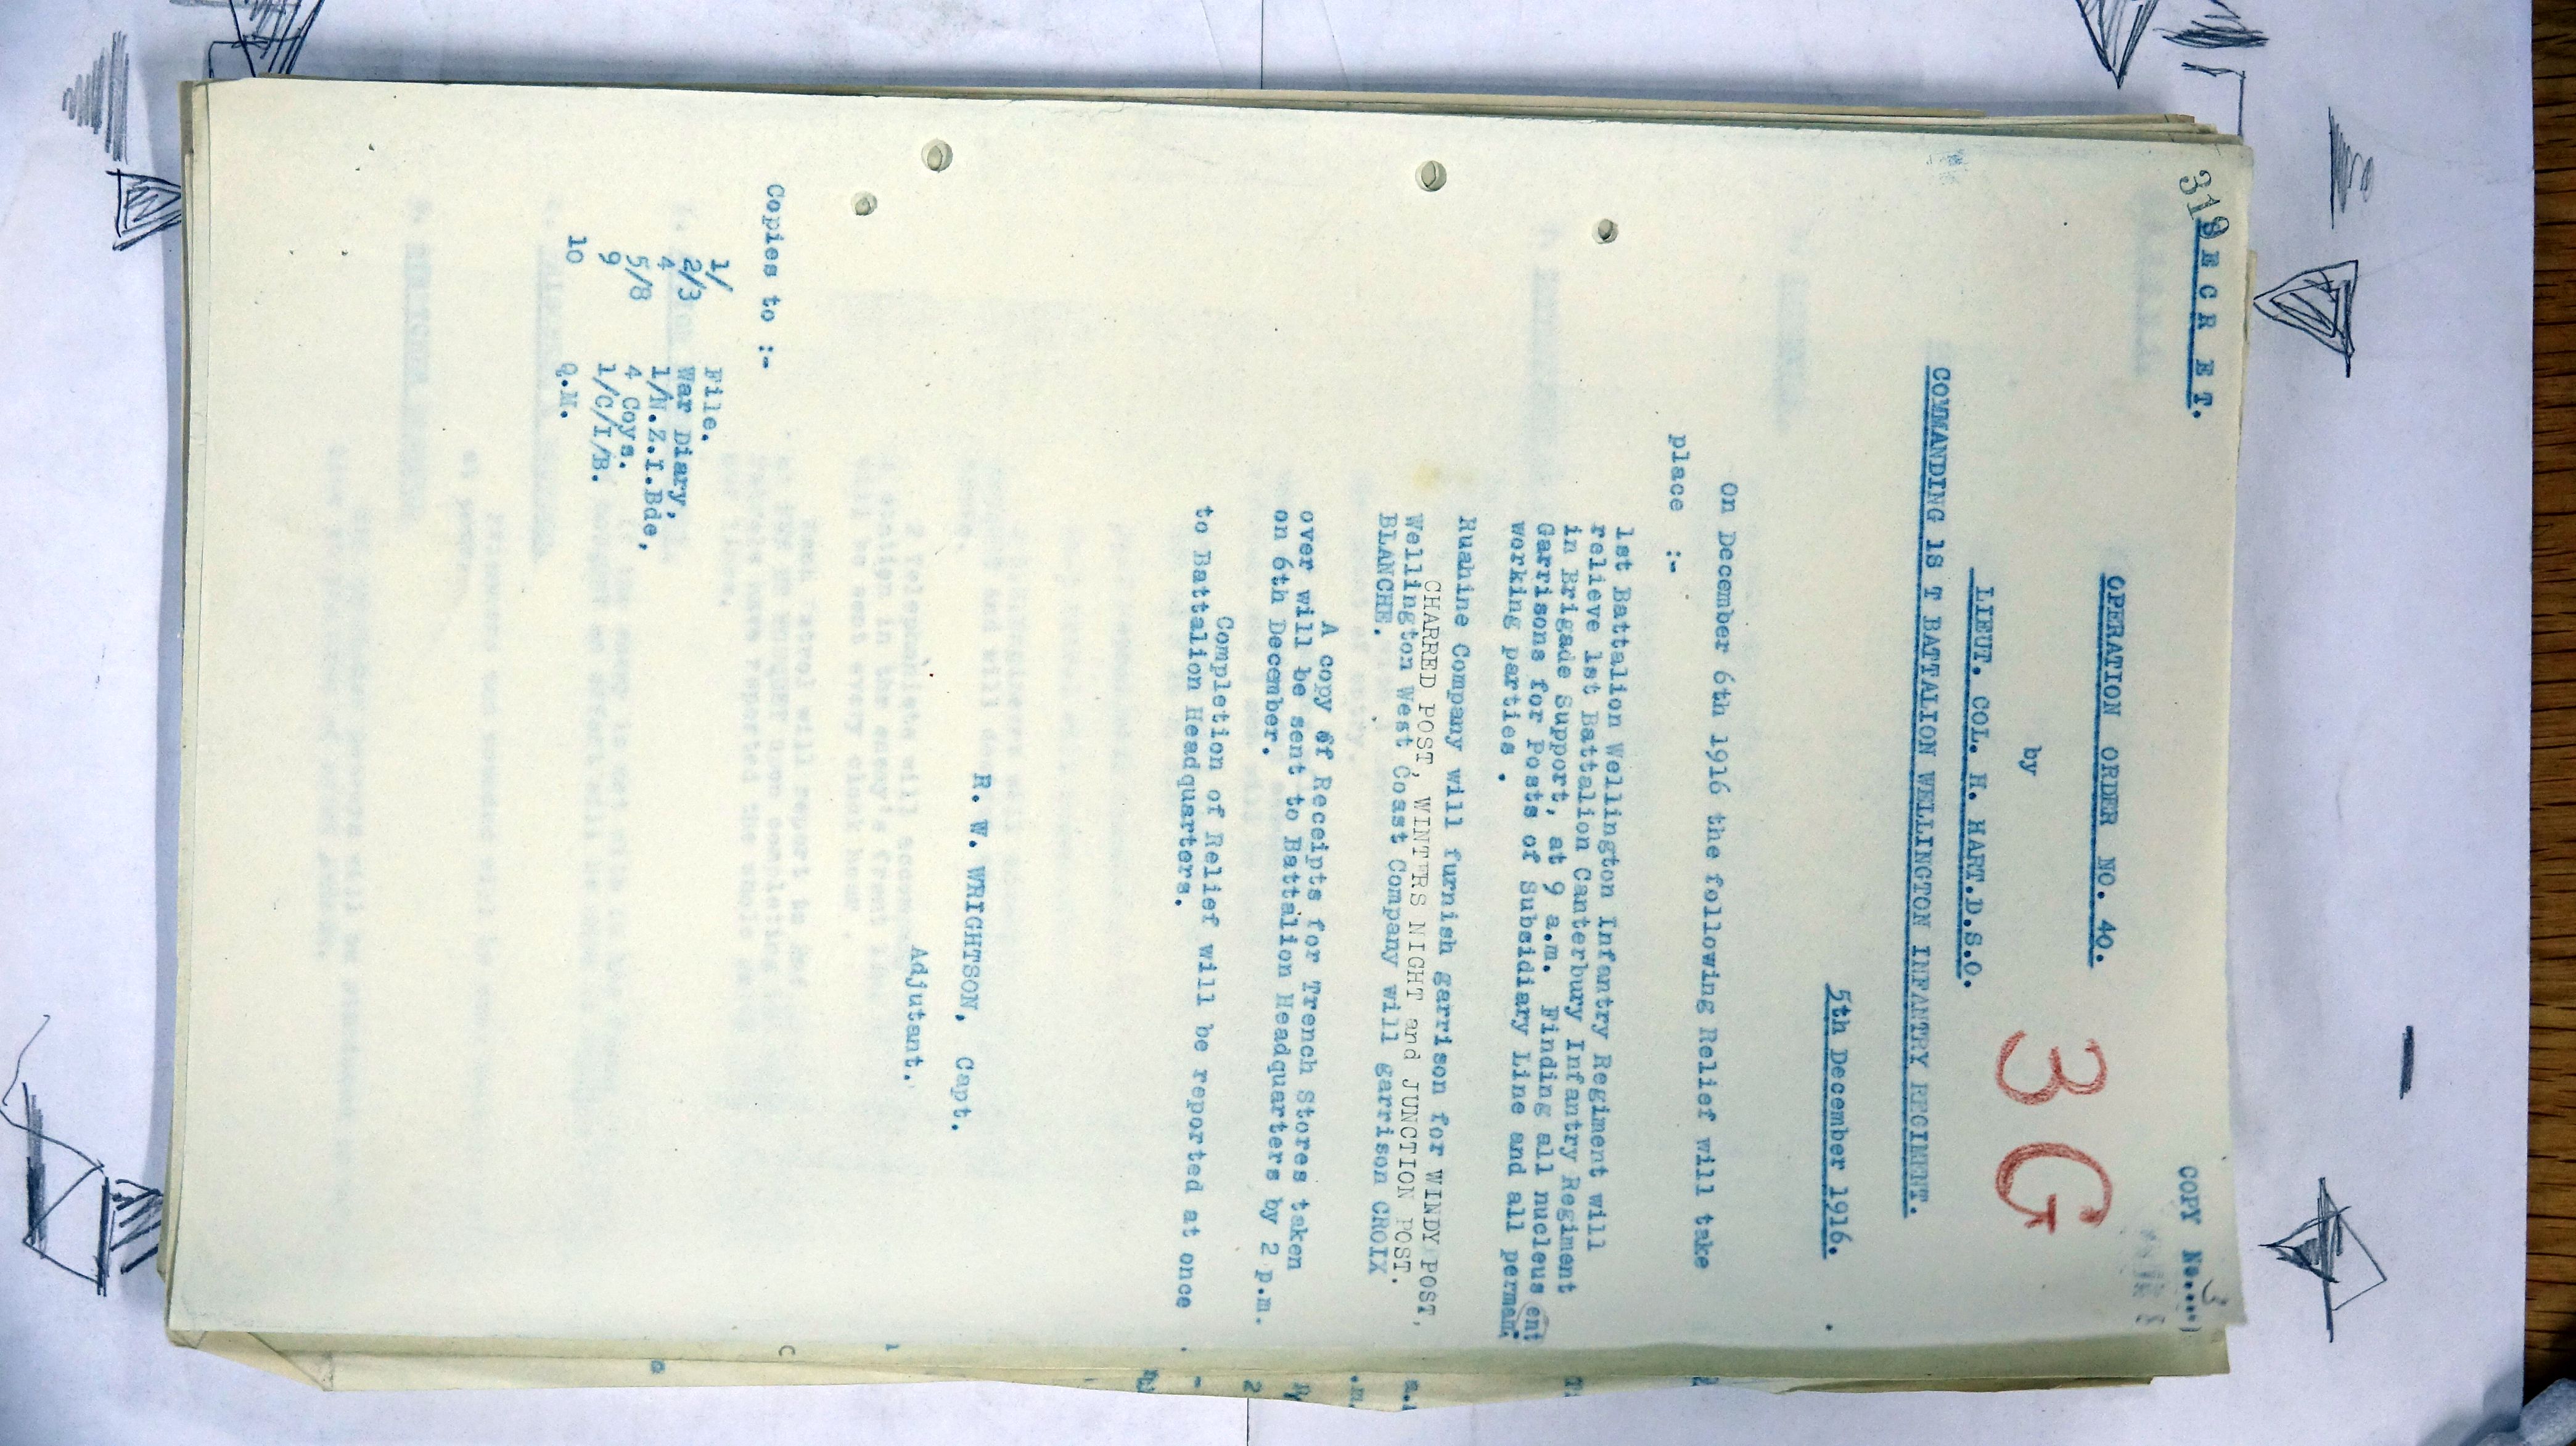 319
S E C R E T.
COPY No....3
OPERATION ORDER NO. 40.
3 G
by
LIEUT. COL. H. HART.D.S.O.
COMMANDING 1S T BATTALION WELLINGTON INFANTRY REGIMENT.
5th December 1916.
On December 6th 1916 the following Relief will take
place :-
1st Battalion Wellington Infantry Regiment will
relieve 1st Battalion Canterbury Infantry Regiment
in Brigade Support, at 9 a.m. Finding all nucleus
Garrisons for Posts of Subsidiary Line and all perman ent
working parties .
Ruahine Company will furnish garrison for WINDY POST,
CHARRED POST, WINTERS NIGHT and JUNCTION POST.
Wellington West Coast Company will garrison CROIX
BLANCHE.
A copy of Receipts for Trench Stores taken
over will be sent to Battalion Headquarters by 2 p.m.
on 6th December.
Completion of Relief will be reported at once
to Battalion Headquarters.
R. W. WRIGHTSON, Capt.
Adjutant.
Copies to :-
1/ File.
2/3 War Diary,
4 1/N.Z.I.Bde,
5/8 4 Coys.
9 1/C/I/B.
10 Q.M.